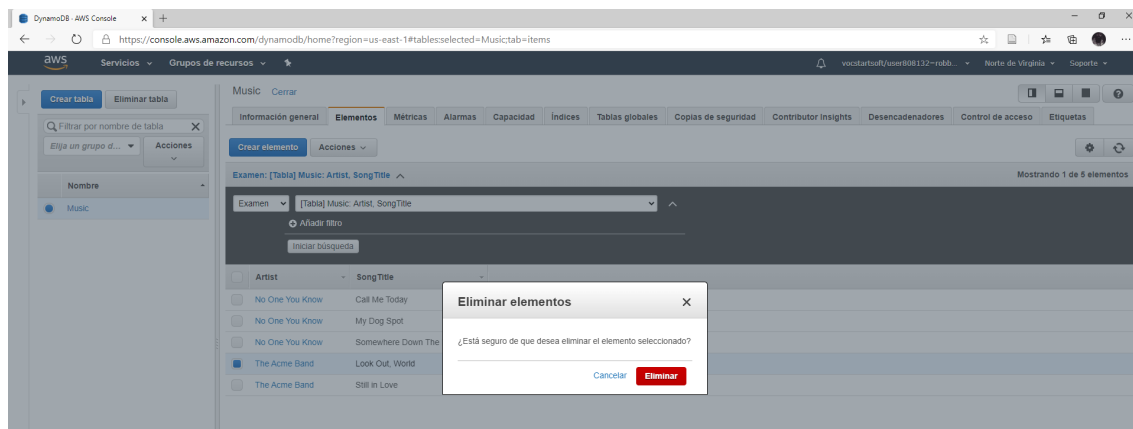 DynamoDB - AWS Console
https://console.aws.amazon.com/dynamodb/home?region=us-east-1#tables:selected=Music;tab=items
aws Servicios Grupos de recursos vocstartsoft/user808132=robb... Norte de Virginia Soporte
Crear tabla Eliminar tabla
Filtrar por nombre de tabla X
Elija un grupo d... Acciones
Nombre
Music
Music Cerrar
Información general Elementos Métricas Alarmas Capacidad Índices Tablas globales Copias de seguridad Contributor Insights Desencadenadores Control de acceso Etiquetas
Crear elemento Acciones
Examen: [Tabla] Music: Artist, SongTitle Mostrando 1 de 5 elementos
Examen [Tabla] Music: Artist, SongTitle
Añadir filtro
Iniciar búsqueda
Artist SongTitle
No One You Know Call Me Today
No One You Know My Dog Spot
No One You Know Somewhere Down The
The Acme Band Look Out, World
The Acme Band Still in Love
Eliminar elementos
¿Está seguro de que desea eliminar el elemento seleccionado?
Cancelar Eliminar